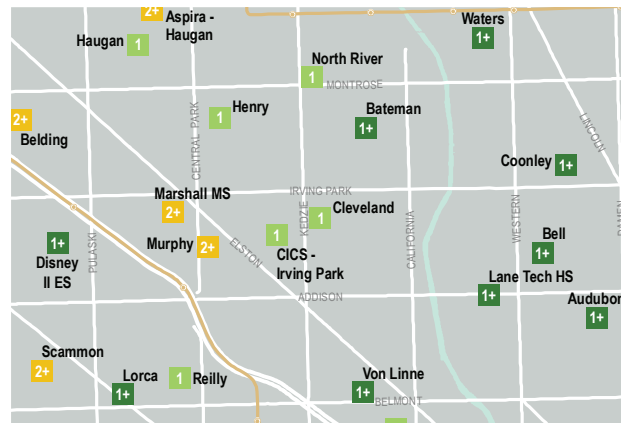 2+
Aspira -
Haugan
Haugan
1
Waters
1+
North River
1
MONTROSE
Henry
1
Bateman
1+
CENTRAL PARK
2+
Belding
LINCOLN
Coonley
1+
IRVING PARK
Marshall MS
2+
Cleveland
1
KEDZIE
Murphy
2+
1
CICS -
Irving Park
ELSTON
CALIFORNIA
WESTERN
Bell
1+
1+
Disney
II ES
PULASKI
Lane Tech HS
1+
ADDISON
Audubon
1+
Scammon
2+
Lorca
1+
1
Reilly
Von Linne
1+
BELMONT